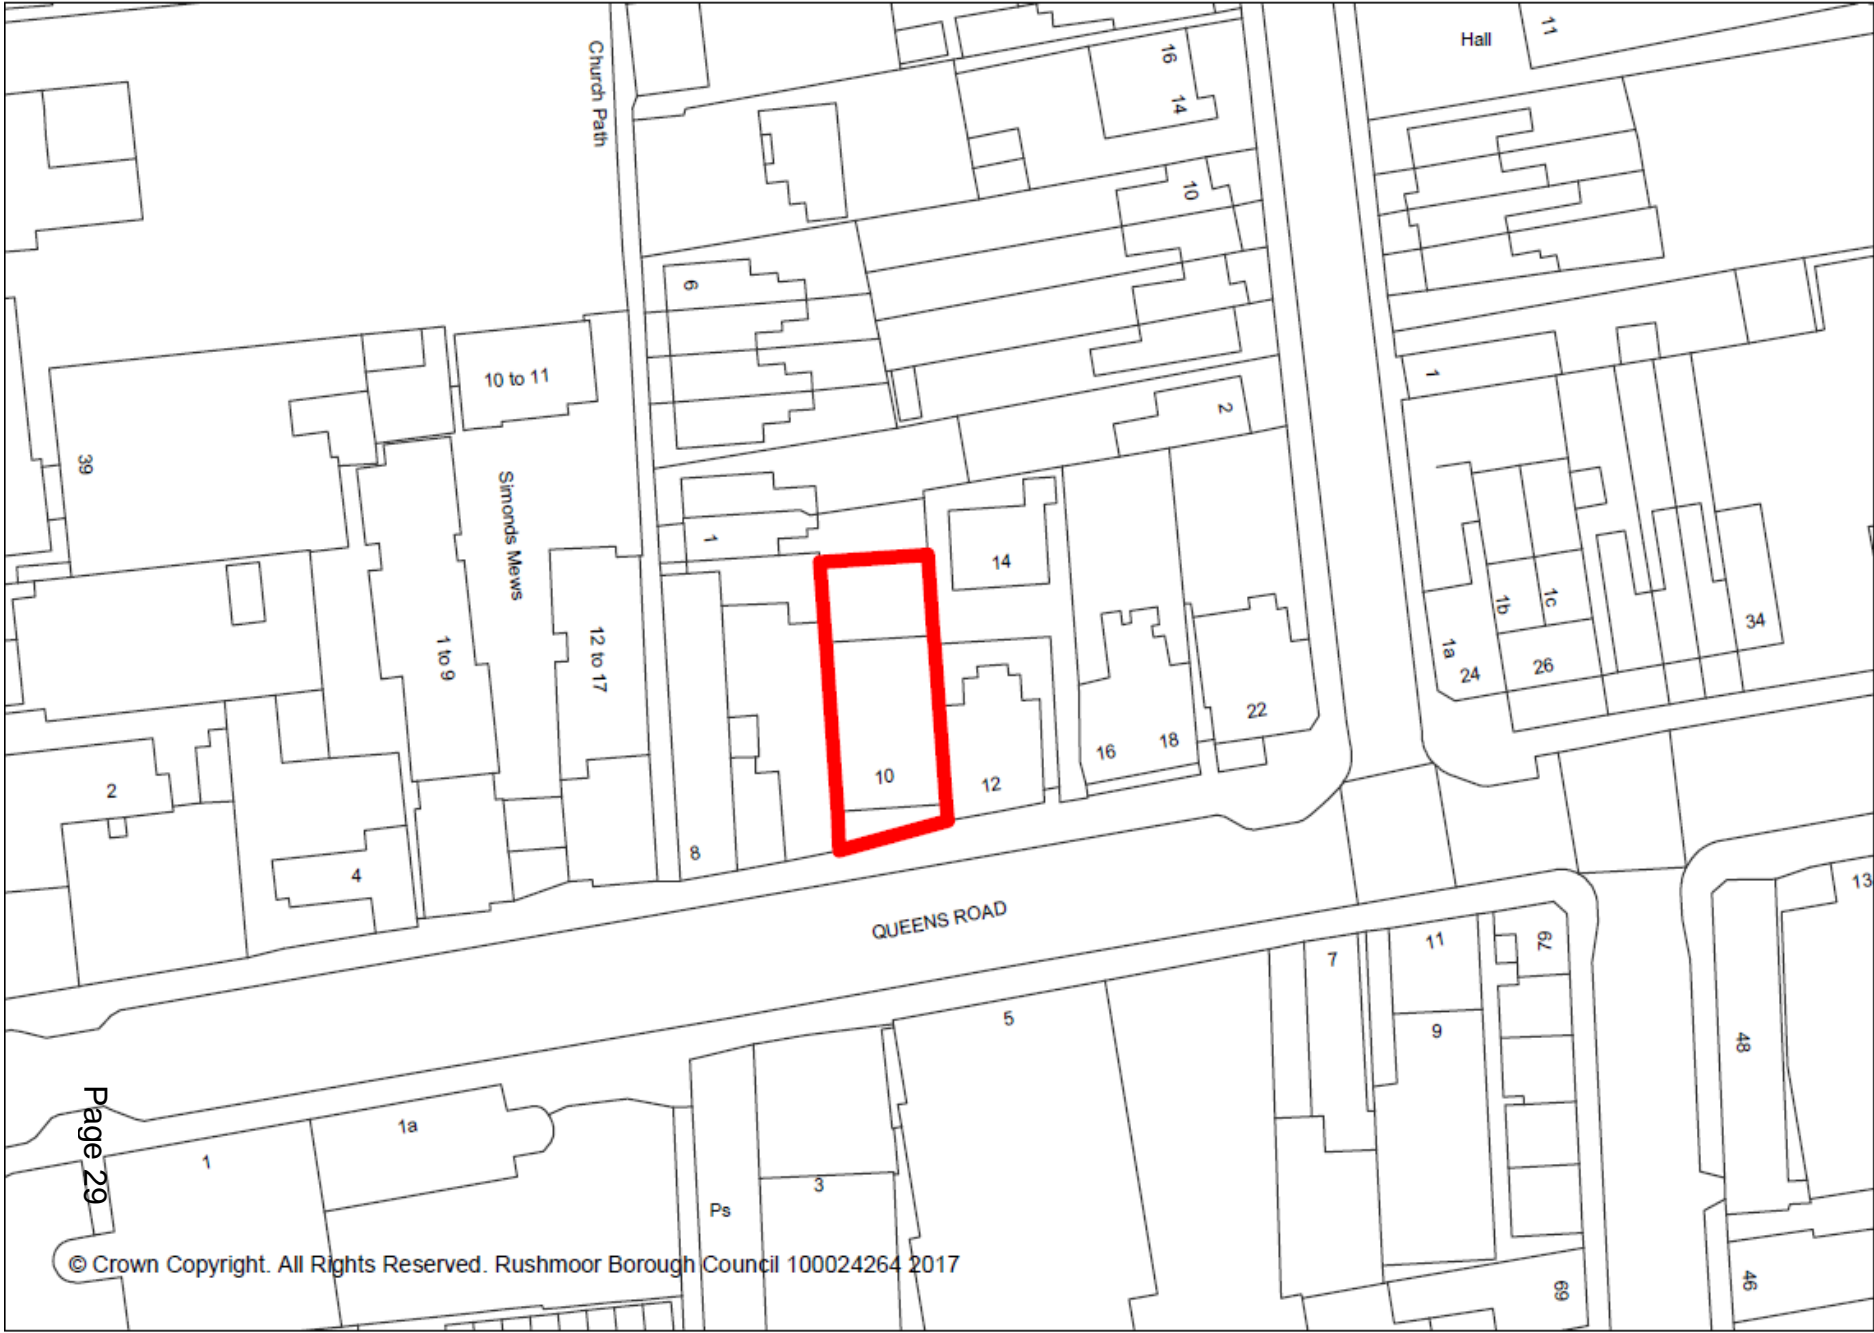 Church Path
16
14
Hall
11
10
6
10 to 11
2
1
39
Simonds Mews
1
14
1b
1c
1a
24
26
34
1 to 9
12 to 17
22
16
18
10
12
2
8
4
QUEENS ROAD
13
7
11
79
5
9
48
Page 29
1a
1
3
Ps
© Crown Copyright. All Rights Reserved. Rushmoor Borough Council 100024264 2017
69
46